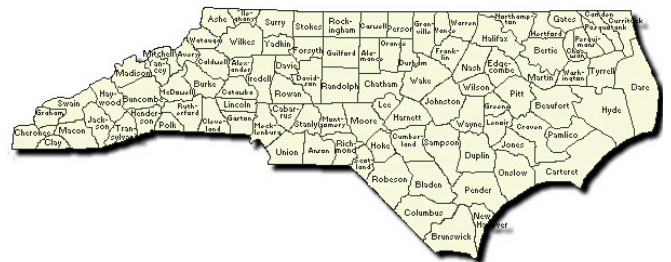 Ashe
Alle-
hany
Surry
Stokes
Rock-
ingham
Caswell
Person
Gran-
ville
Vance
Warren
Northamp-
ton
Gates
Camden
Currituck
Pasquotank
Hertford
Perqui-
mans
Chowan
Halifax
Bertie
Watauga
Wilkes
Yadkin
Forsyth
Guilford
Ala-
mance
Orange
Durham
Frank-
lin
Nash
Edge-
combe
Martin
Wash-
ington
Tyrrell
Dare
Mitchell
Avery
Caldwell
Alex-
ander
Iredell
Davie
David-
son
Randolph
Chatham
Wake
Wilson
Pitt
Beaufort
Hyde
Madison
Yan-
cey
McDowell
Burke
Catawba
Rowan
Lee
Johnston
Greene
Swain
Hay-
wood
Buncombe
Ruth-
erford
Lincoln
Cabar-
rus
Stanly
Mont-
gomery
Moore
Harnett
Wayne
Lenoir
Craven
Pamlico
Graham
Jack-
son
Hender-
son
Polk
Cleve-
land
Gaston
Meck-
lenburg
Cherokee
Macon
Tran-
sylvan
Clay
Union
Anson
Rich-
mond
Scot-
land
Hoke
Cumber-
land
Sampson
Duplin
Jones
Onslow
Carteret
Robeson
Bladen
Pender
Columbus
New
Hanover
Brunswick